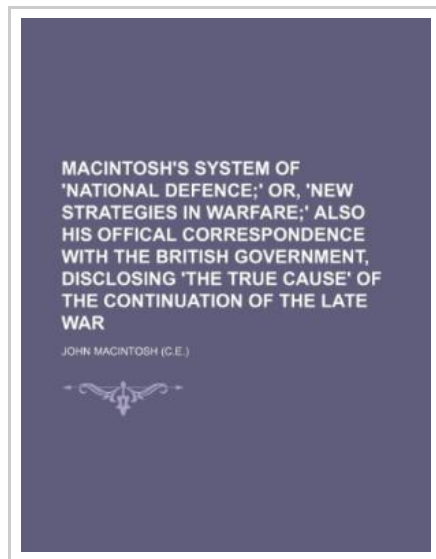 MACINTOSH'S SYSTEM OF
'NATIONAL DEFENCE;' OR, 'NEW
STRATEGIES IN WARFARE;' ALSO
HIS OFFICAL CORRESPONDENCE
WITH THE BRITISH GOVERNMENT,
DISCLOSING 'THE TRUE CAUSE' OF
THE CONTINUATION OF THE LATE
WAR
JOHN MACINTOSH (C.E.)